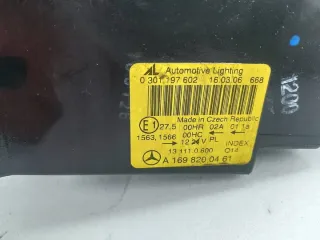 AL Automotive Lighting
0 301 197 602 16.03.06 668
Made in Czech Republic
E1 27.5 00HR 02A 01 1a
1563, 1566 00HC PL
12 24V INDEX
13 111.0.600 014
A 169 820 04 61
1200